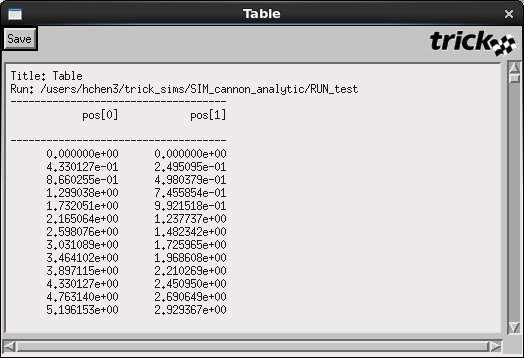 Table
Save
trick
Title: Table
Run: /users/hchen3/trick_sims/SIM_cannon_analytic/RUN_test
------------------------------------
pos[0] pos[1]
------------------------------------
0.000000e+00 0.000000e+00
4.330127e-01 2.495095e-01
8.660255e-01 4.980379e-01
1.299038e+00 7.455854e-01
1.732051e+00 9.921518e-01
2.165064e+00 1.237737e+00
2.598076e+00 1.482342e+00
3.031089e+00 1.725965e+00
3.464102e+00 1.968608e+00
3.897115e+00 2.210269e+00
4.330127e+00 2.450950e+00
4.763140e+00 2.690649e+00
5.196153e+00 2.929367e+00